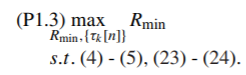 (P1.3) max R_min
R_min,{τ_k[n]}
s.t. (4) - (5), (23) - (24).